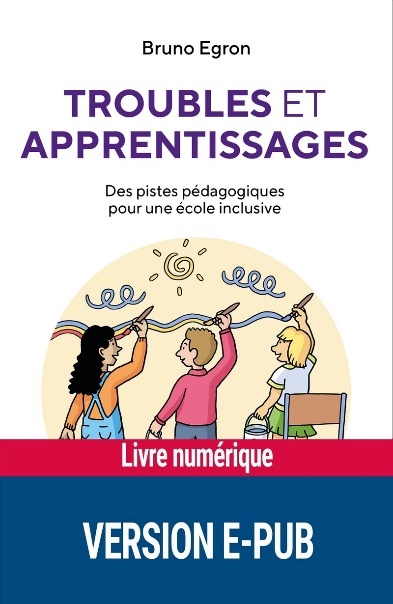 Bruno Egron
TROUBLES ET
APPRENTISSAGES
Des pistes pédagogiques
pour une école inclusive
Livre numérique
VERSION E-PUB